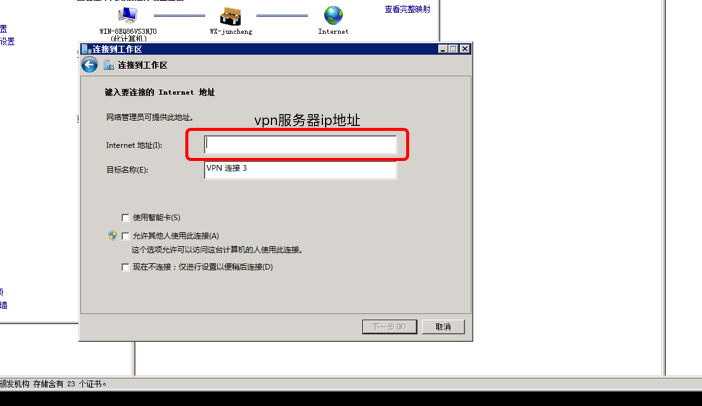 查看完整映射
置
设置
WIN-8EQ86VS3NJO
(此计算机)
WX-juncheng
Internet
连接到工作区
连接到工作区
键入要连接的 Internet 地址
网络管理员可提供此地址。
vpn服务器ip地址
Internet 地址(I):
目标名称(E):
VPN 连接 3
使用智能卡(S)
允许其他人使用此连接(A)
这个选项允许可以访问这台计算机的人使用此连接。
现在不连接；仅进行设置以便稍后连接(D)
墙
下一步(N)
取消
颁发机构 存储含有 23 个证书。